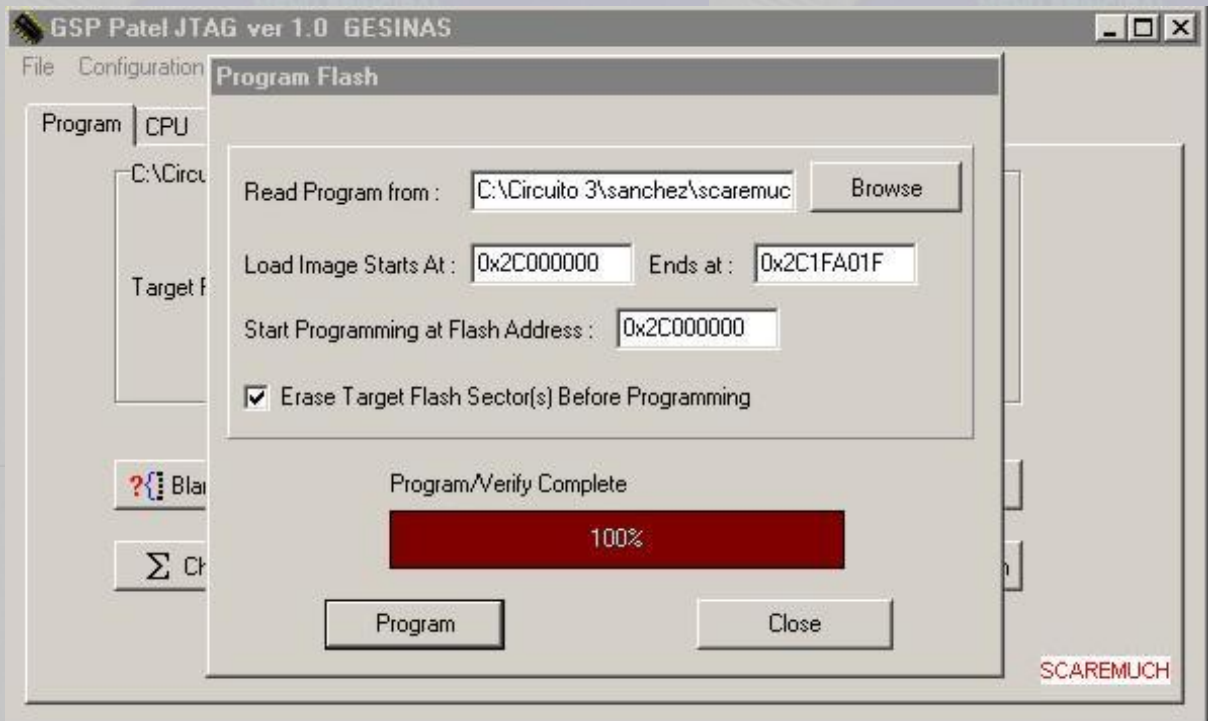 GSP Patel JTAG ver 1.0 GESINAS
File Configuration
Program Flash
Program CPU
C:\Circu
Read Program from : C:\Circuito 3\sanchez\scaremuc Browse
Load Image Starts At : 0x2C000000 Ends at : 0x2C1FA01F
Target F
Start Programming at Flash Address : 0x2C000000
Erase Target Flash Sector(s) Before Programming
?{ Blan
Program/Verify Complete
100%
Σ Ch
Program Close
SCAREMUCH